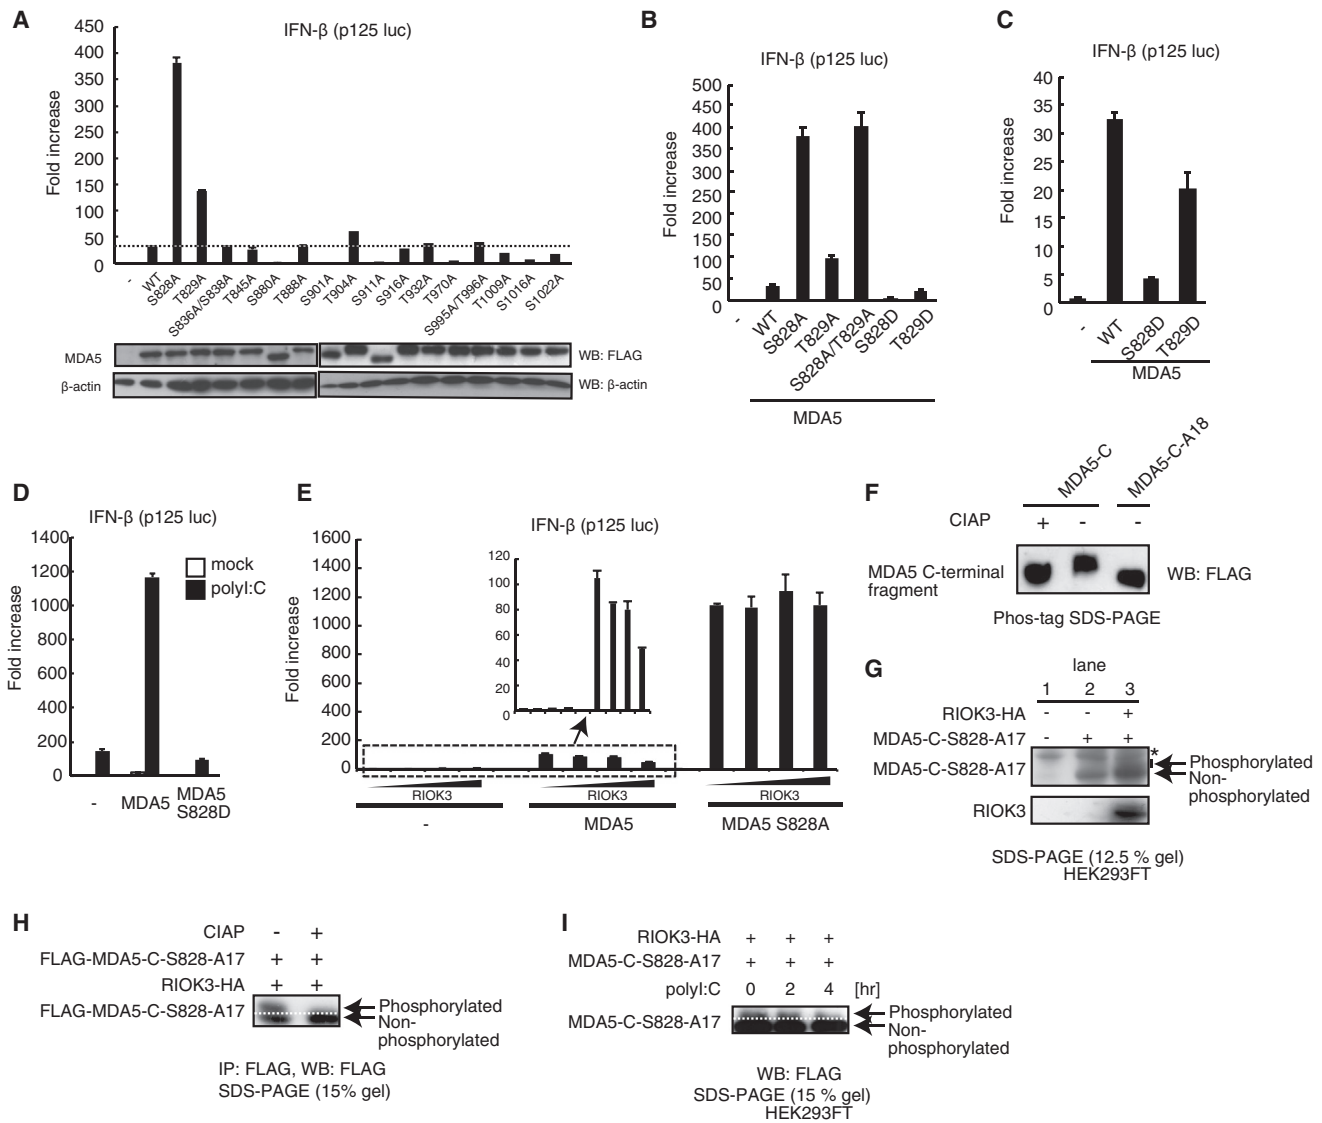 A
IFN-β (p125 luc)
Fold increase
450
400
350
300
250
200
150
100
50
0
-
WT
S828A
T829A
S836A/S838A
T845A
S880A
T888A
S901A
T904A
S911A
S916A
T932A
T970A
S995A/T996A
T1009A
S1016A
S1022A
MDA5
WB: FLAG
β-actin
WB: β-actin
B
IFN-β (p125 luc)
Fold increase
500
450
400
350
300
250
200
150
100
50
0
-
WT
S828A
T829A
S828A/T829A
S828D
T829D
MDA5
C
IFN-β (p125 luc)
Fold increase
40
35
30
25
20
15
10
5
0
-
WT
S828D
T829D
MDA5
D
IFN-β (p125 luc)
Fold increase
1400
1200
1000
800
600
400
200
0
mock
polyI:C
-
MDA5
MDA5
S828D
E
IFN-β (p125 luc)
Fold increase
1600
1400
1200
1000
800
600
400
200
0
120
100
80
60
40
20
0
RIOK3
RIOK3
RIOK3
-
MDA5
MDA5 S828A
F
MDA5-C
MDA5-C-A18
CIAP + - -
MDA5 C-terminal
fragment
WB: FLAG
Phos-tag SDS-PAGE
G
lane
1 2 3
RIOK3-HA - - +
MDA5-C-S828-A17 - + +
*
MDA5-C-S828-A17
Phosphorylated
Non-
phosphorylated
RIOK3
SDS-PAGE (12.5 % gel)
HEK293FT
H
CIAP - +
FLAG-MDA5-C-S828-A17 + +
RIOK3-HA + +
FLAG-MDA5-C-S828-A17
Phosphorylated
Non-
phosphorylated
IP: FLAG, WB: FLAG
SDS-PAGE (15% gel)
I
RIOK3-HA + + +
MDA5-C-S828-A17 + + +
polyI:C 0 2 4 [hr]
MDA5-C-S828-A17
Phosphorylated
Non-
phosphorylated
WB: FLAG
SDS-PAGE (15 % gel)
HEK293FT